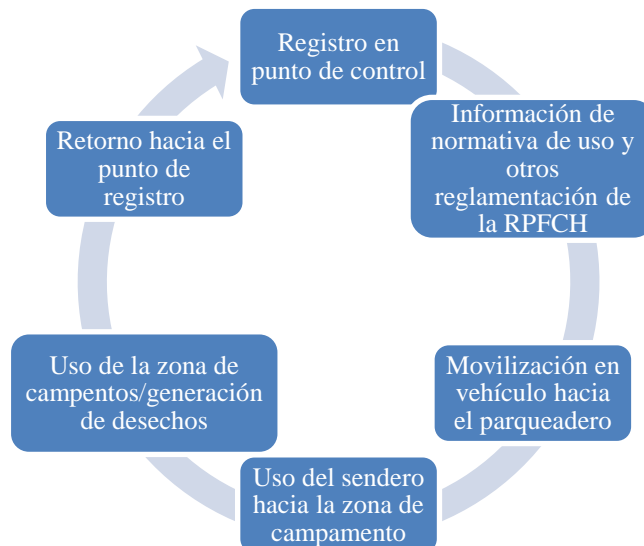 Registro en
punto de control
Información de
normativa de uso y
otros
reglamentación de
la RPFCH
Movilización en
vehículo hacia
el parqueadero
Uso del sendero
hacia la zona de
campamento
Uso de la zona de
campentos/generación
de desechos
Retorno hacia el
punto de
registro